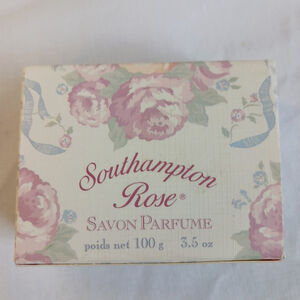 Southampton
Rose®
SAVON PARFUME
poids net 100 g 3.5 oz